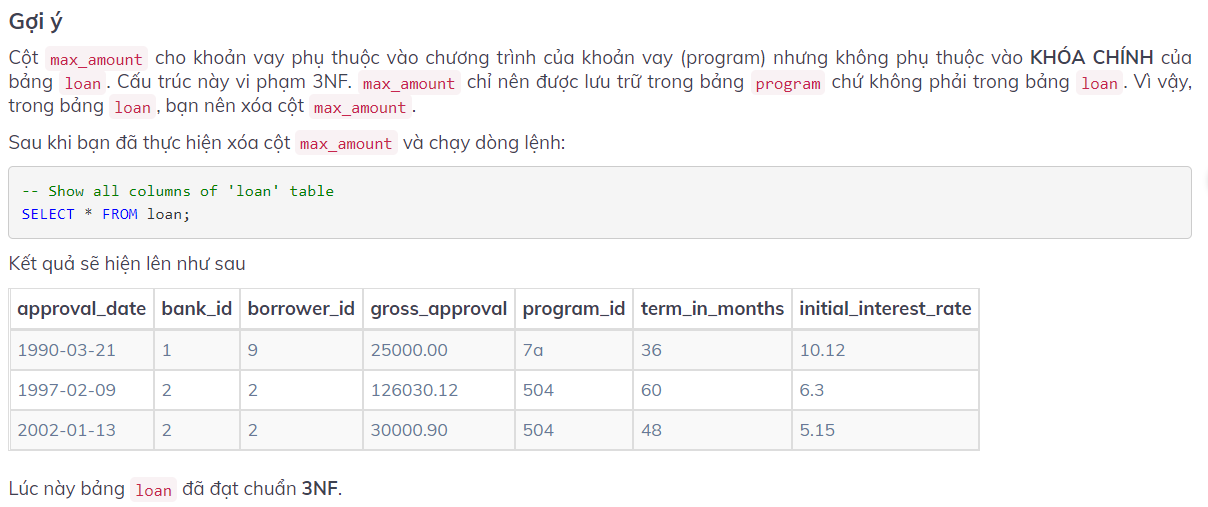 Gợi ý
Cột max_amount cho khoản vay phụ thuộc vào chương trình của khoản vay (program) nhưng không phụ thuộc vào KHÓA CHÍNH của
bảng loan. Cấu trúc này vi phạm 3NF. max_amount chỉ nên được lưu trữ trong bảng program chứ không phải trong bảng loan. Vì vậy,
trong bảng loan, bạn nên xóa cột max_amount.
Sau khi bạn đã thực hiện xóa cột max_amount và chạy dòng lệnh:
-- Show all columns of 'loan' table
SELECT * FROM loan;
Kết quả sẽ hiện lên như sau
approval_date bank_id borrower_id gross_approval program_id term_in_months initial_interest_rate
1990-03-21 1 9 25000.00 7a 36 10.12
1997-02-09 2 2 126030.12 504 60 6.3
2002-01-13 2 2 30000.90 504 48 5.15
Lúc này bảng loan đã đạt chuẩn 3NF.